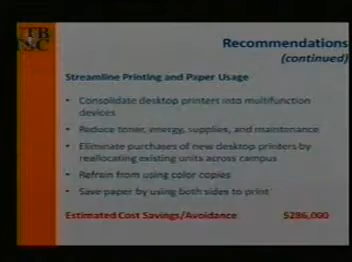 TB
TSC
Recommendations
(continued)
Streamline Printing and Paper Usage
• Consolidate desktop printers into multifunction
devices
• Reduce toner, energy, supplies, and maintenance
• Eliminate purchases of new desktop printers by
reallocating existing units across campus
• Refrain from using color copies
• Save paper by using both sides to print
Estimated Cost Savings/Avoidance $286,000